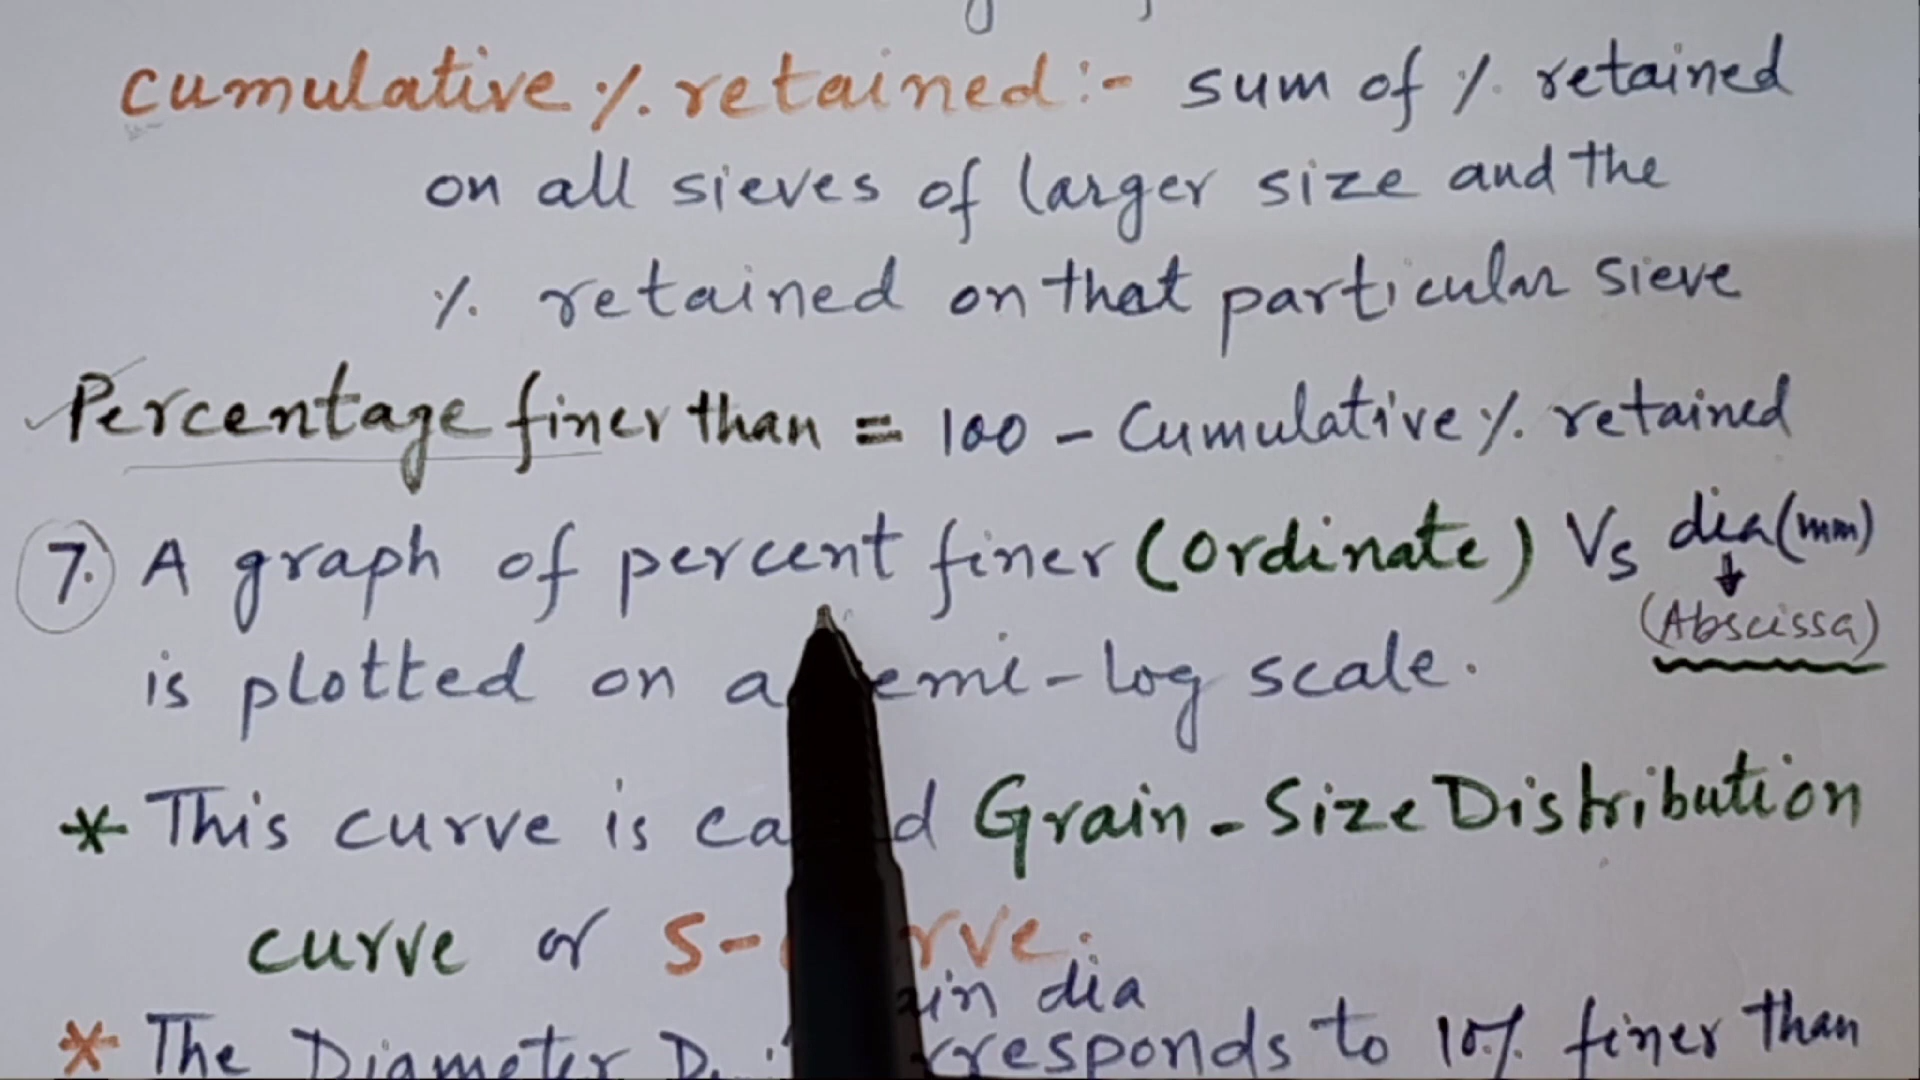 cumulative % retained:- sum of % retained
on all sieves of larger size and the
% retained on that particular sieve
Percentage finer than = 100 - Cumulative % retained
7. A graph of percent finer (ordinate) Vs dia (mm)
(Abscissa)
is plotted on a emi-log scale.
* This curve is ca d Grain-Size Distribution
curve or S- rve.
in dia
* The Diameter D responds to 10% finer than